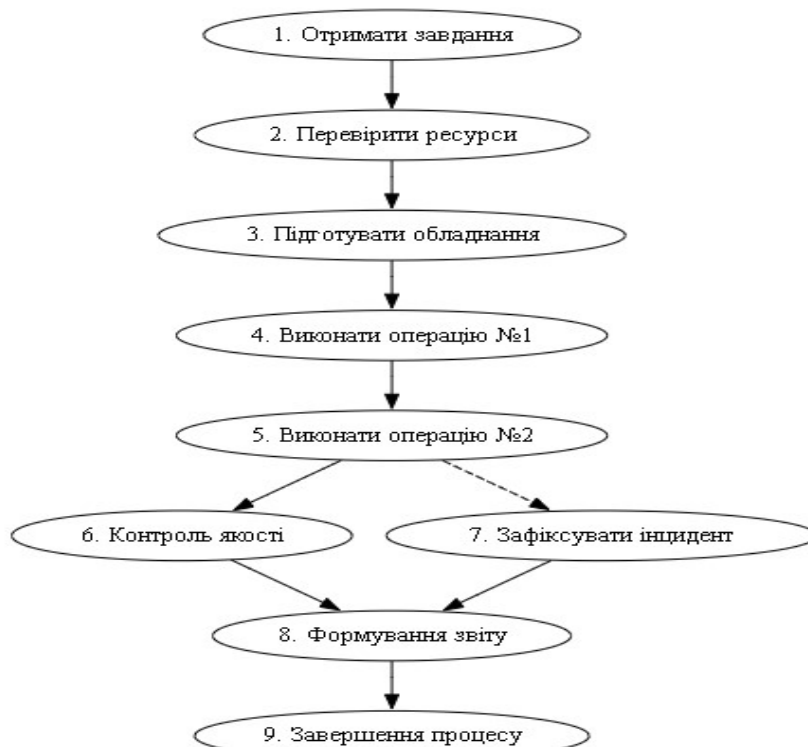 1. Отримати завдання
2. Перевірити ресурси
3. Підготувати обладнання
4. Виконати операцію №1
5. Виконати операцію №2
6. Контроль якості
7. Зафіксувати інцидент
8. Формування звіту
9. Завершення процесу